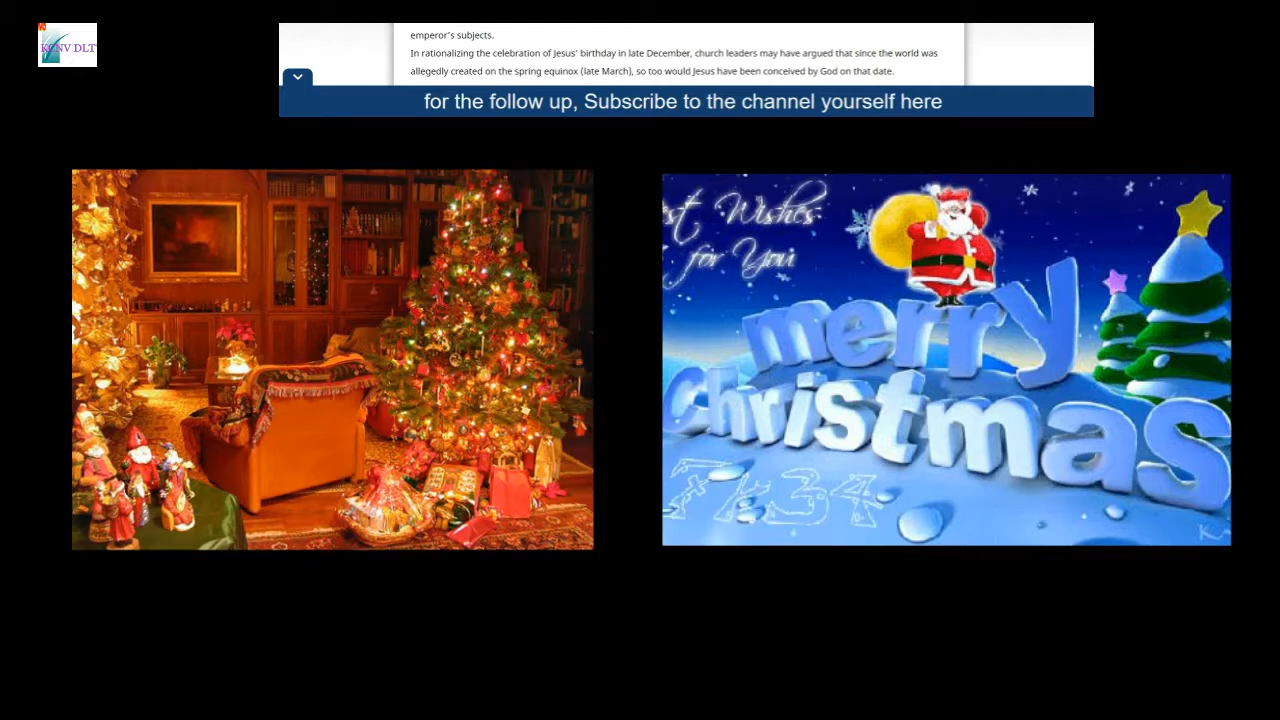 KCNV DLT
emperor's subjects.
In rationalizing the celebration of Jesus' birthday in late December, church leaders may have argued that since the world was
allegedly created on the spring equinox (late March), so too would Jesus have been conceived by God on that date.
for the follow up, Subscribe to the channel yourself here
st Wishes
for You
merry
christmas
K